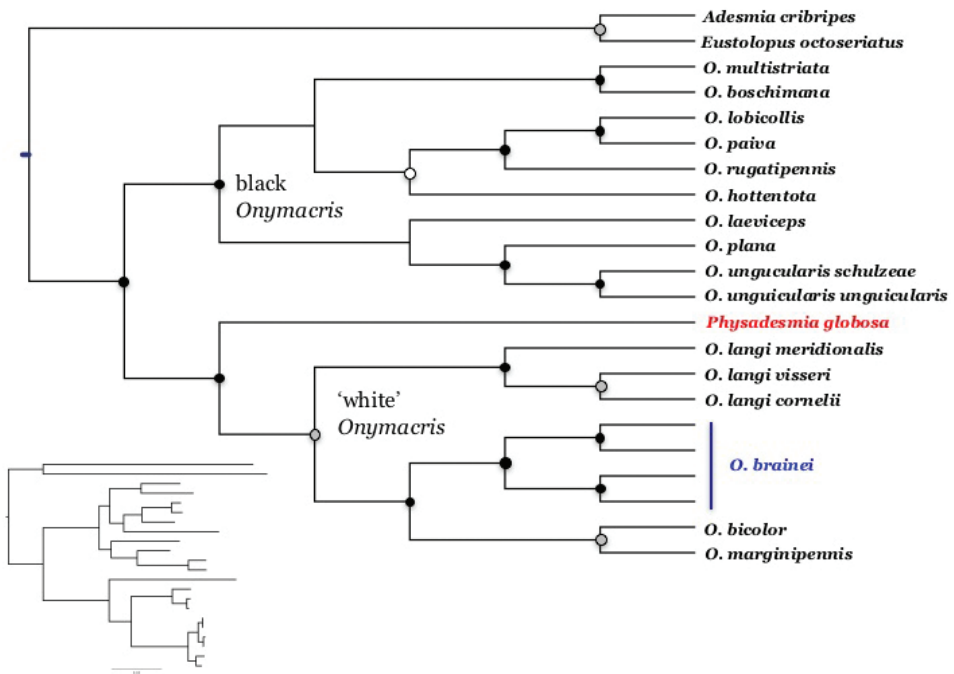 Adesmia cribripes
Eustolopus octoseriatus
O. multistriata
O. boschimana
O. lobicollis
O. paiva
O. rugatipennis
O. hottentota
black
Onymacris
O. laeviceps
O. plana
O. ungucularis schulzeae
O. unguicularis unguicularis
Physadesmia globosa
O. langi meridionalis
O. langi visseri
O. langi cornelii
‘white’
Onymacris
O. brainei
O. bicolor
O. marginipennis